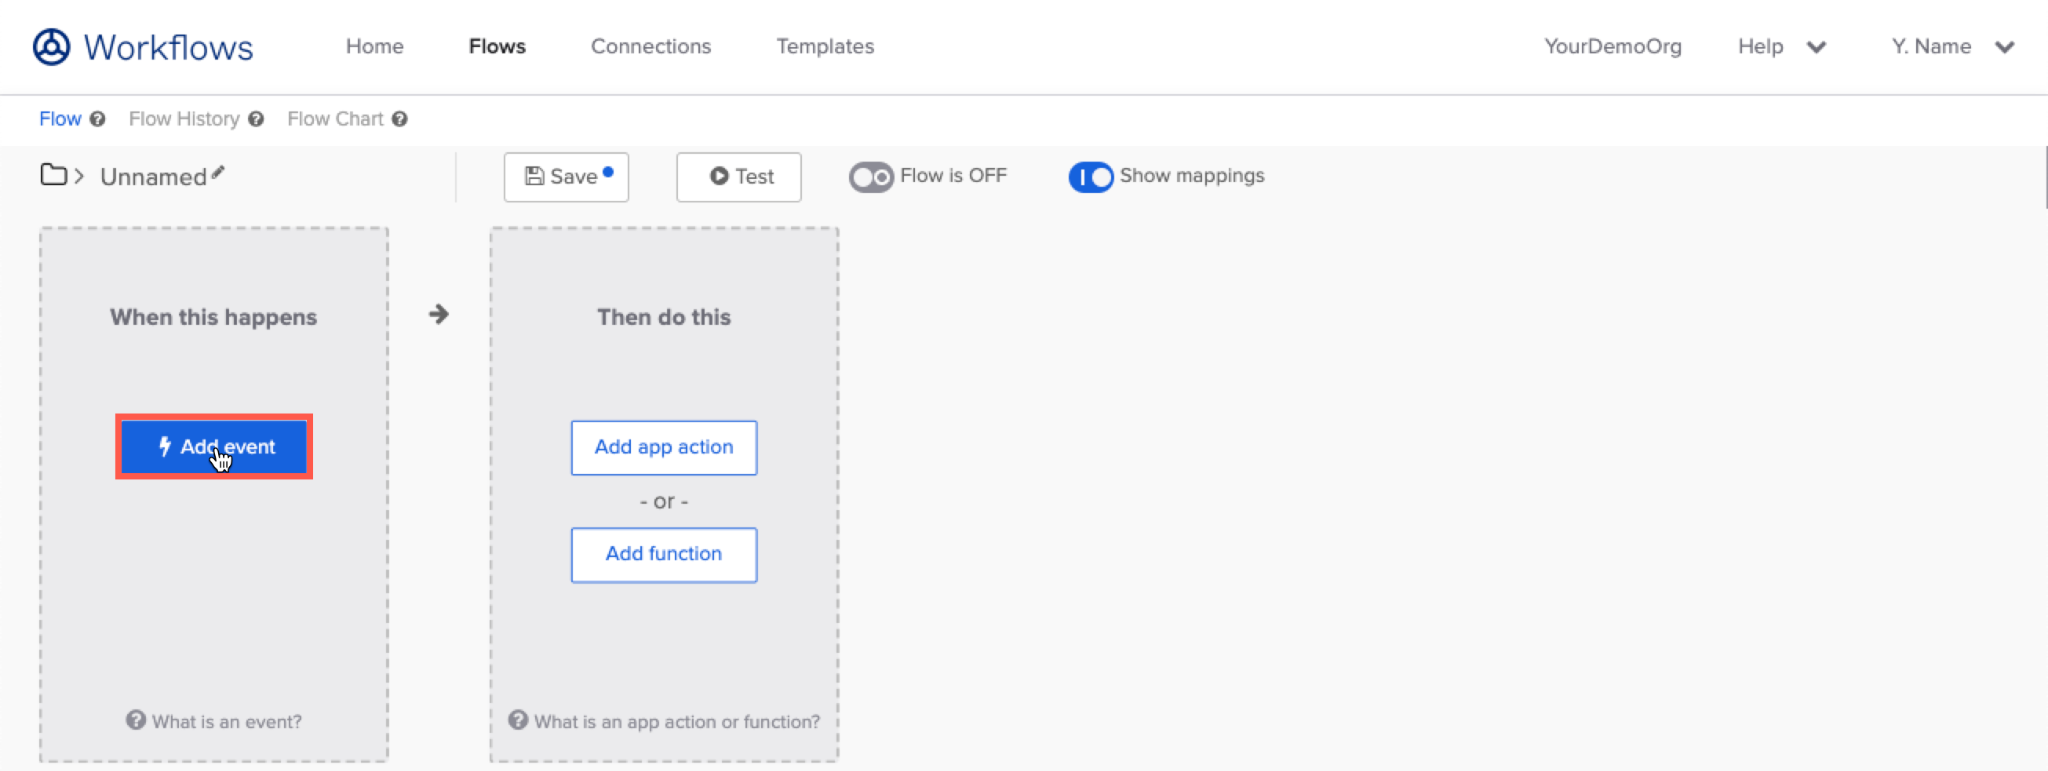 Workflows Home Flows Connections Templates YourDemoOrg Help Y. Name
Flow Flow History Flow Chart
Unnamed Save Test Flow is OFF Show mappings
When this happens
Add event
What is an event?
Then do this
Add app action
- or -
Add function
What is an app action or function?